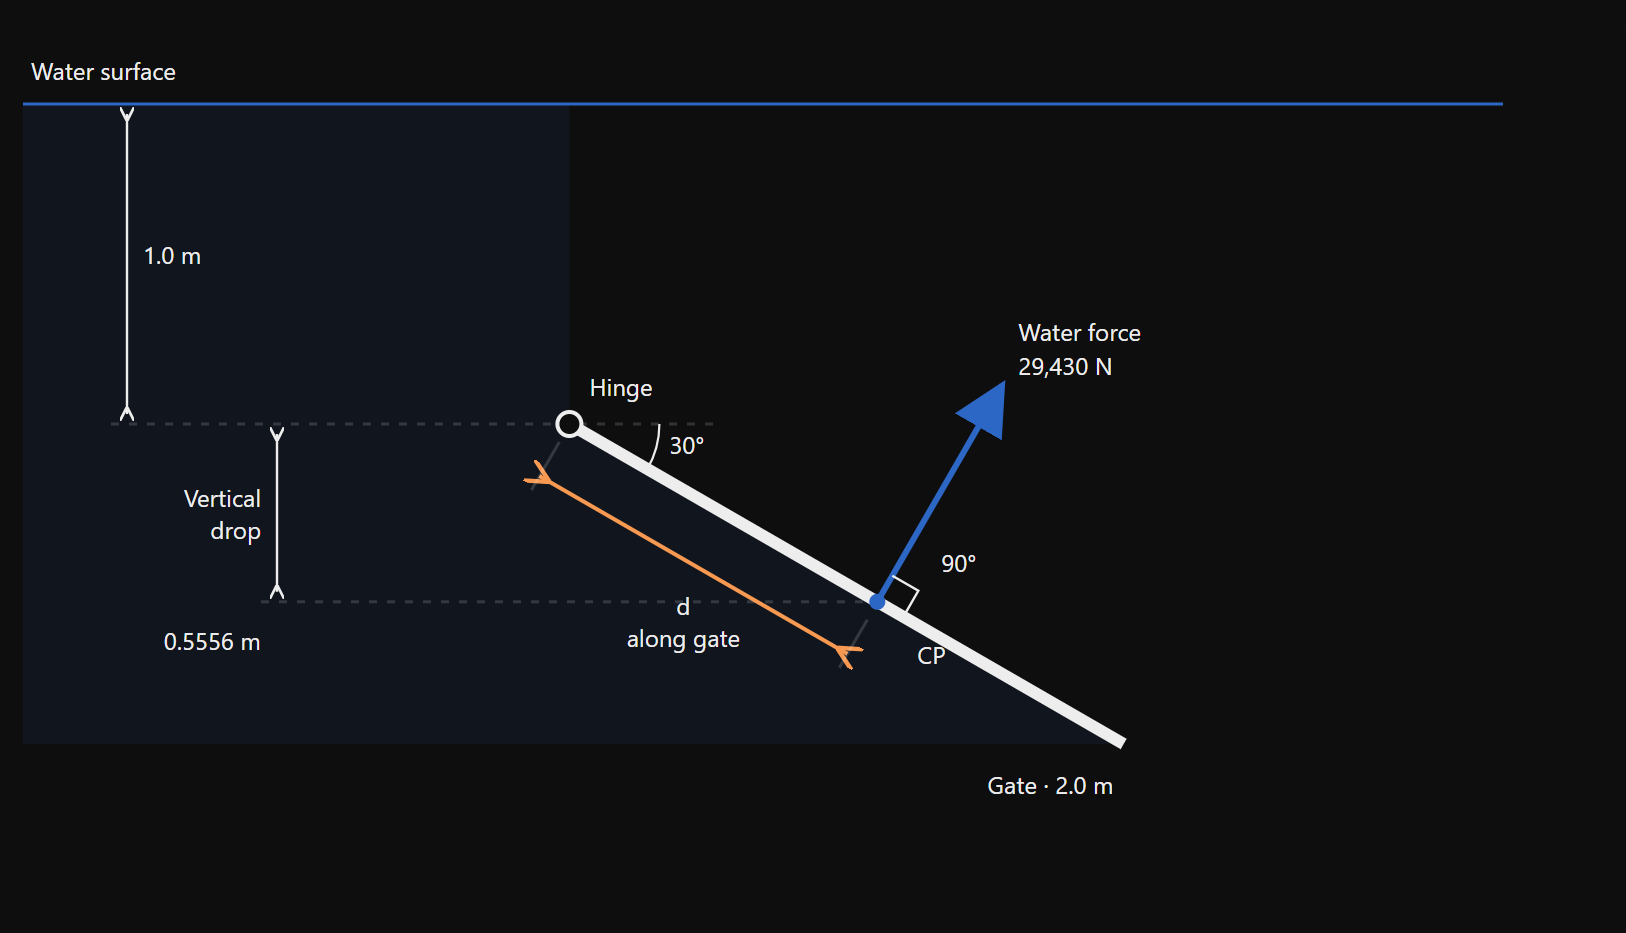 Water surface
1.0 m
Water force
29,430 N
Hinge
30°
Vertical
drop
90°
d
along gate
0.5556 m
CP
Gate · 2.0 m